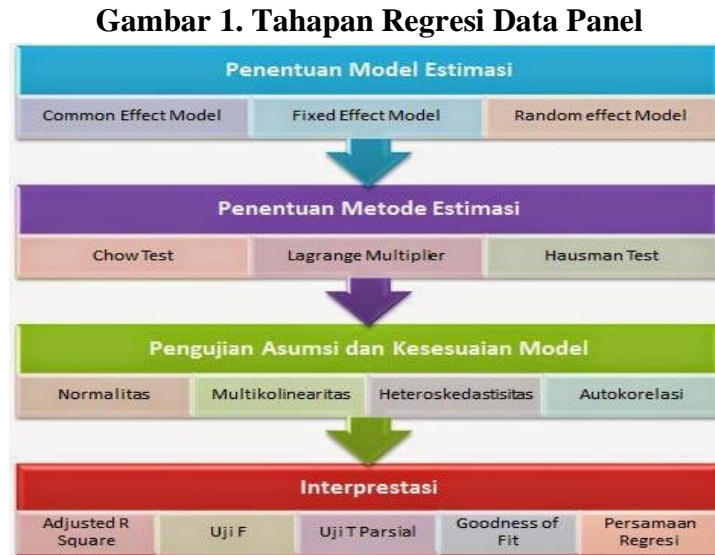 Gambar 1. Tahapan Regresi Data Panel
Penentuan Model Estimasi
Common Effect Model
Fixed Effect Model
Random effect Model
Penentuan Metode Estimasi
Chow Test
Lagrange Multiplier
Hausman Test
Pengujian Asumsi dan Kesesuaian Model
Normalitas
Multikolinearitas
Heteroskedastisitas
Autokorelasi
Interprestasi
Adjusted R
Square
Uji F
Uji T Parsial
Goodness of
Fit
Persamaan
Regresi